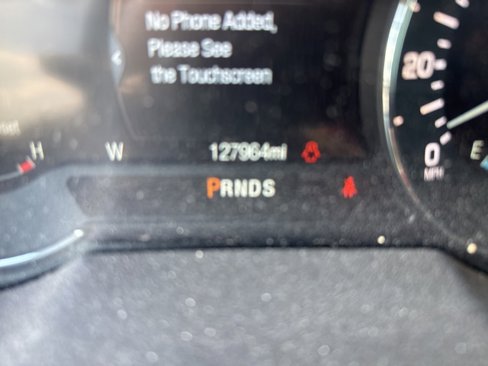 No Phone Added,
Please See
the Touchscreen
20
H
W
127964mi
0
E
MPH
PRNDS